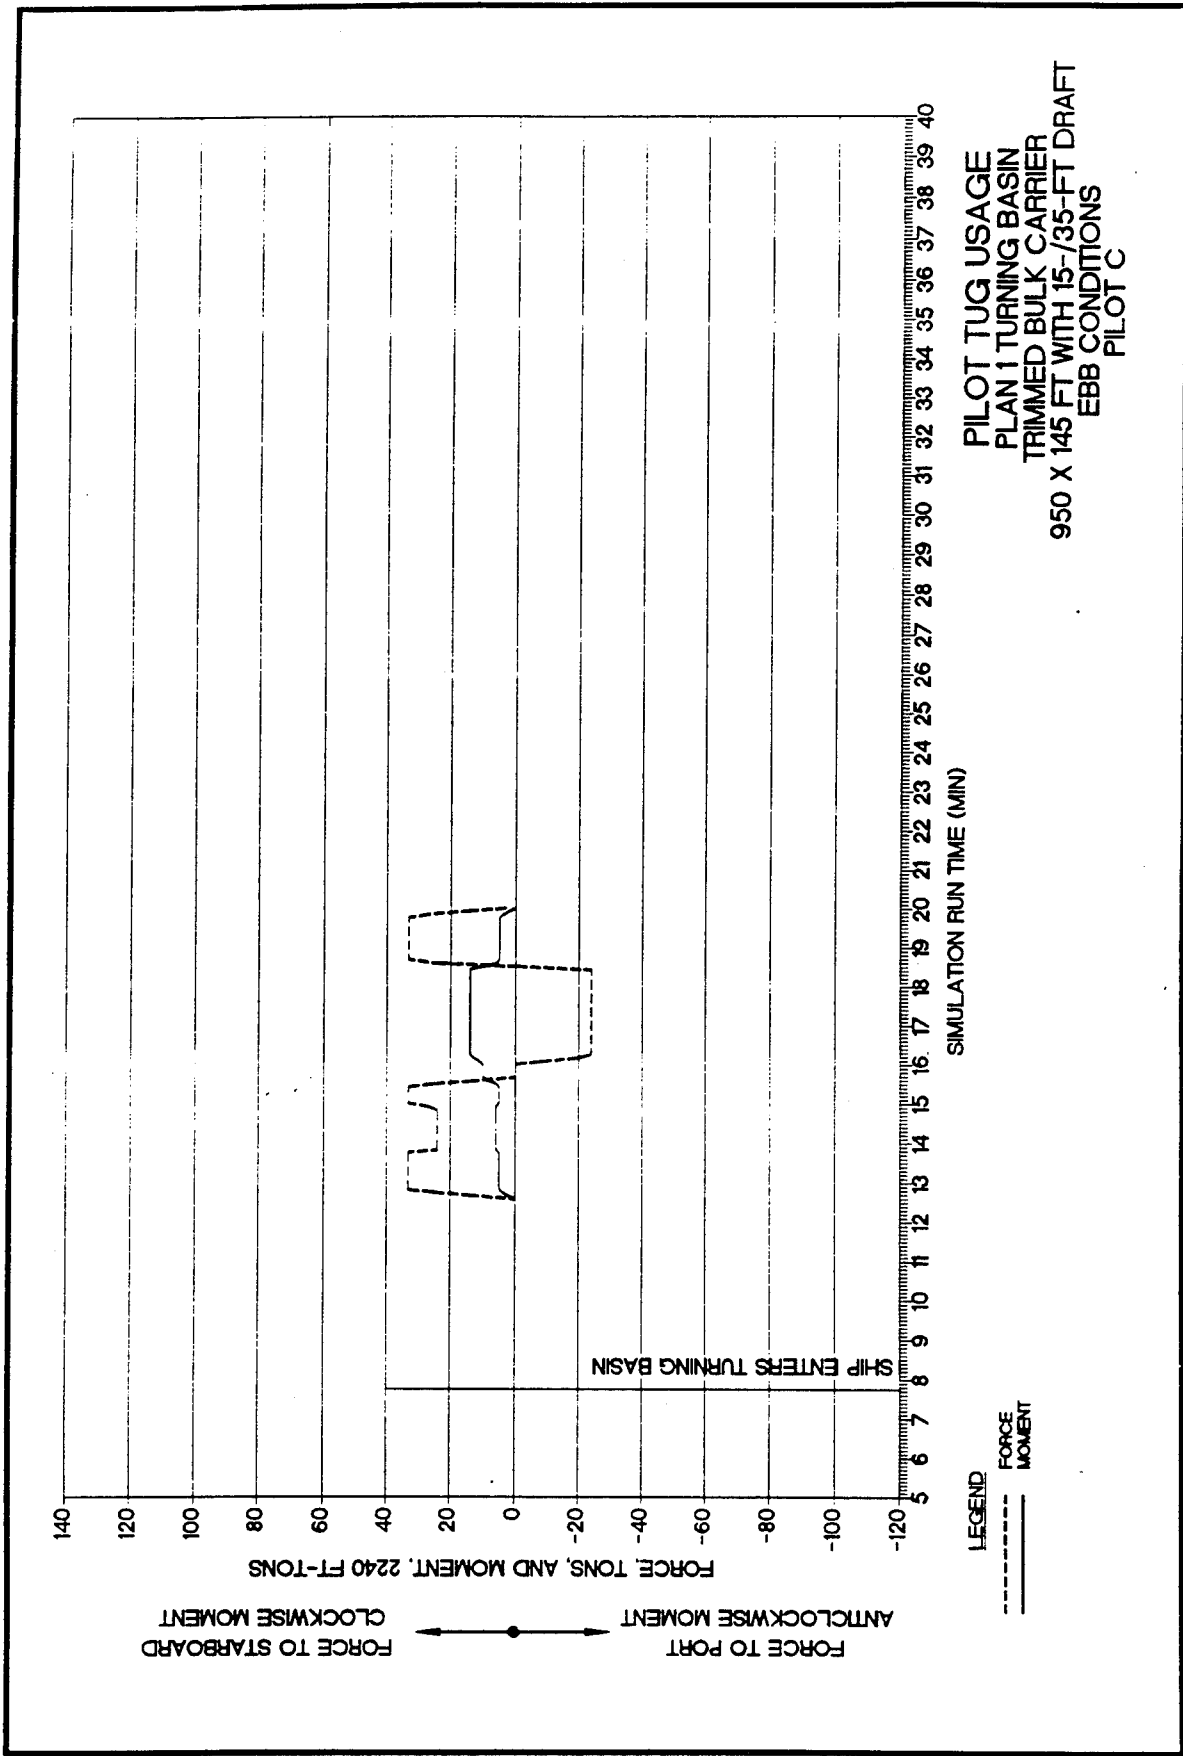 140
120
100
80
60
40
20
0
-20
-40
-60
-80
-100
-120
FORCE, TONS, AND MOMENT, 2240 FT-TONS
FORCE TO STARBOARD
CLOCKWISE MOMENT
FORCE TO PORT
ANTICLOCKWISE MOMENT
SHIP ENTERS TURNING BASIN
5 6 7 8 9 10 11 12 13 14 15 16 17 18 19 20 21 22 23 24 25 26 27 28 29 30 31 32 33 34 35 36 37 38 39 40
SIMULATION RUN TIME (MIN)
LEGEND
FORCE
MOMENT
PILOT TUG USAGE
PLAN 1 TURNING BASIN
TRIMMED BULK CARRIER
950 X 145 FT WITH 15-/35-FT DRAFT
EBB CONDITIONS
PILOT C